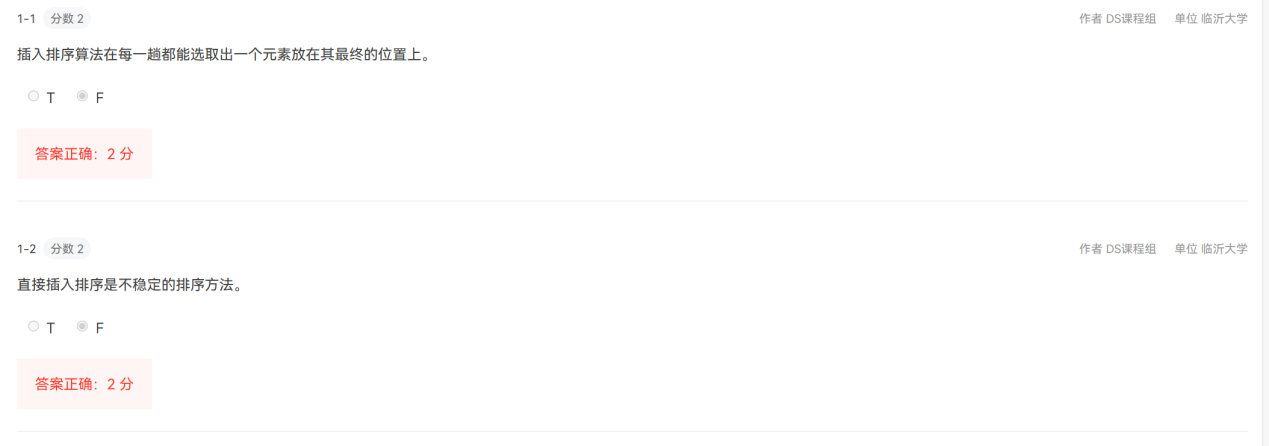 1-1 分数 2 作者 DS课程组 单位 临沂大学
插入排序算法在每一趟都能选取出一个元素放在其最终的位置上。
T F
答案正确：2 分
1-2 分数 2 作者 DS课程组 单位 临沂大学
直接插入排序是不稳定的排序方法。
T F
答案正确：2 分